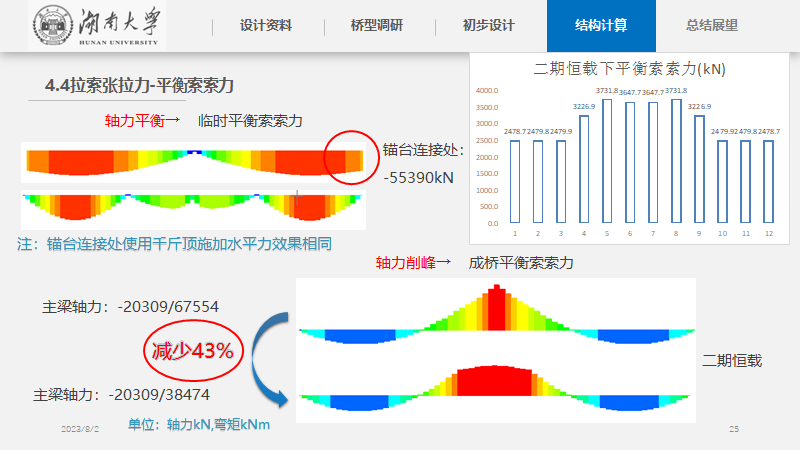 湖南大学
HUNAN UNIVERSITY
设计资料
桥型调研
初步设计
结构计算
总结展望
4.4拉索张拉力-平衡索索力
轴力平衡→ 临时平衡索索力
锚台连接处：
-55390kN
注：锚台连接处使用千斤顶施加水平力效果相同
二期恒载下平衡索索力(kN)
4000.0
3500.0
3000.0
2500.0
2000.0
1500.0
1000.0
500.0
0.0
2478.7 2479.8 2479.9 3226.9 3731.8 3647.7 3647.7 3731.8 3226.9 2479.9 2479.8 2478.7
1 2 3 4 5 6 7 8 9 10 11 12
轴力削峰→ 成桥平衡索索力
主梁轴力：-20309/67554
减少43%
主梁轴力：-20309/38474
二期恒载
单位：轴力kN,弯矩kNm
2023/8/2
25